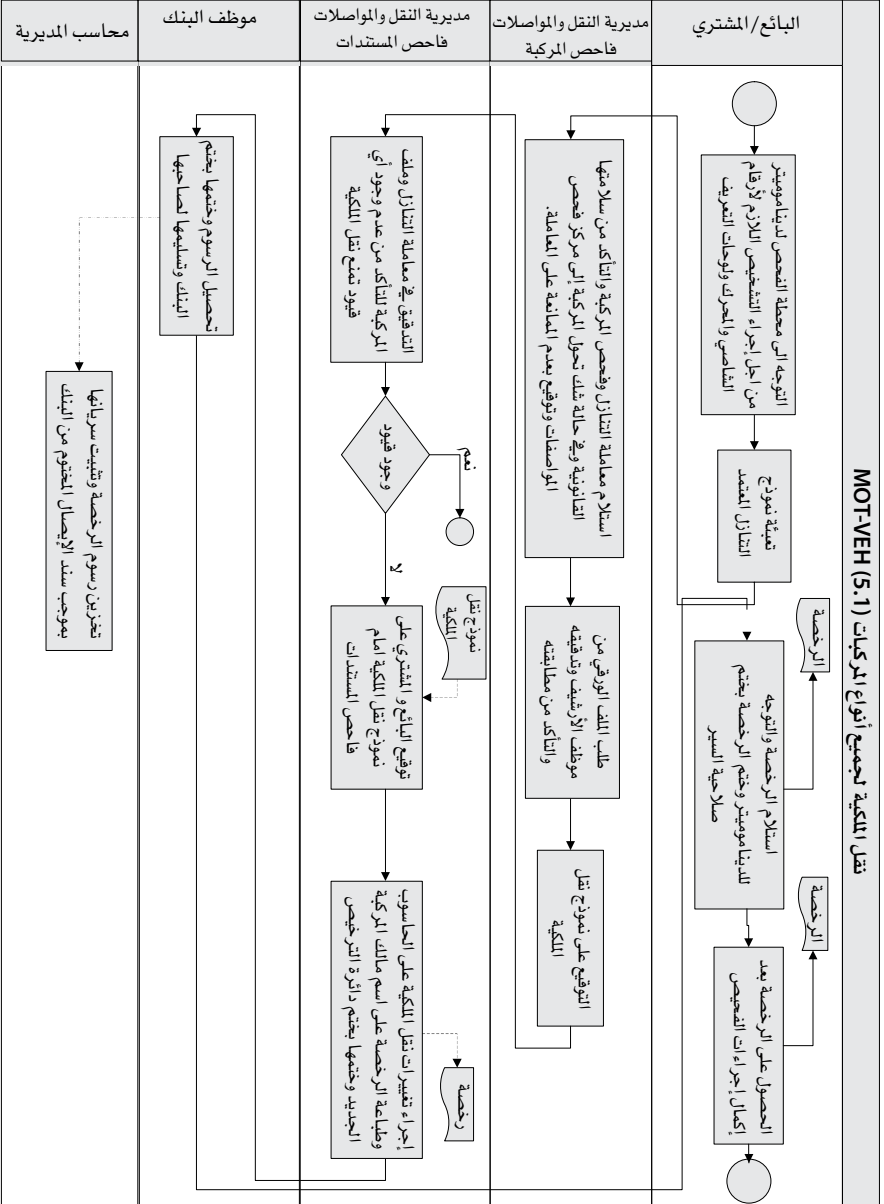 نقل الملكية لجميع أنواع المركبات MOT-VEH (5.1)
البائع/المشتري
التوجه الى محطة الفحص لديناموميتر
من اجل إجراء التشخيص اللازم لأرقام
الشاصي والمحرك ولوحات التعريف
تعبئة نموذج
التنازل المعتمد
الرخصة
استلام الرخصة والتوجه
للديناموميتر وختم الرخصة بختم
صلاحية السير
الرخصة
الحصول على الرخصة بعد
إكمال إجراءات الفحيص
مديرية النقل والمواصلات
فاحص المركبة
استلام معاملة التنازل وفحص المركبة والتأكد من سلامتها
القانونية وفي حالة شك تحول المركبة إلى مركز فحص
المواصفات وتوقيع بعدم الممانعة على المعاملة.
طلب الملف الورقي من
موظف الأرشيف وتدقيقه
والتأكد من مطابقته
التوقيع على نموذج نقل
الملكية
مديرية النقل والمواصلات
فاحص المستندات
التدقيق في معاملة التنازل وملف
المركبة للتأكد من عدم وجود أي
قيود تمنع نقل الملكية
وجود قيود
نعم
لا
نموذج نقل
الملكية
توقيع البائع و المشتري على
نموذج نقل الملكية امام
فاحص المستندات
إجراء تغييرات نقل الملكية على الحاسوب
وطباعة الرخصة على اسم مالك المركبة
الجديد وختمها بختم دائرة الترخيص
رخصة
موظف البنك
تحصيل الرسوم وختمها بختم
البنك وتسليمها لصاحبها
محاسب المديرية
تخزين رسوم الرخصة وتثبيت سريانها
بموجب سند الإيصال المختوم من البنك